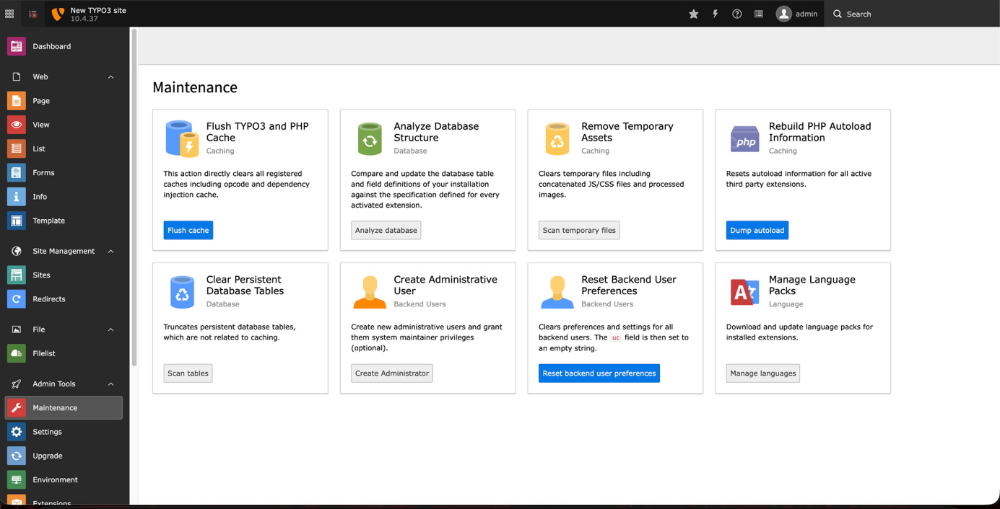 New TYPO3 site
10.4.37
admin
Search
Dashboard
Web
Page
View
List
Forms
Info
Template
Site Management
Sites
Redirects
File
Filelist
Admin Tools
Maintenance
Settings
Upgrade
Environment
Extensions
Maintenance
Flush TYPO3 and PHP
Cache
Caching
This action directly clears all registered
caches including opcode and dependency
injection cache.
Flush cache
Analyze Database
Structure
Database
Compare and update the database table
and field definitions of your installation
against the specification defined for every
activated extension.
Analyze database
Remove Temporary
Assets
Caching
Clears temporary files including
concatenated JS/CSS files and processed
images.
Scan temporary files
php
Rebuild PHP Autoload
Information
Caching
Resets autoload information for all active
third party extensions.
Dump autoload
Clear Persistent
Database Tables
Database
Truncates persistent database tables,
which are not related to caching.
Scan tables
Create Administrative
User
Backend Users
Create new administrative users and grant
them system maintainer privileges
(optional).
Create Administrator
Reset Backend User
Preferences
Backend Users
Clears preferences and settings for all
backend users. The uc field is then set to
an empty string.
Reset backend user preferences
Manage Language
Packs
Language
Download and update language packs for
installed extensions.
Manage languages